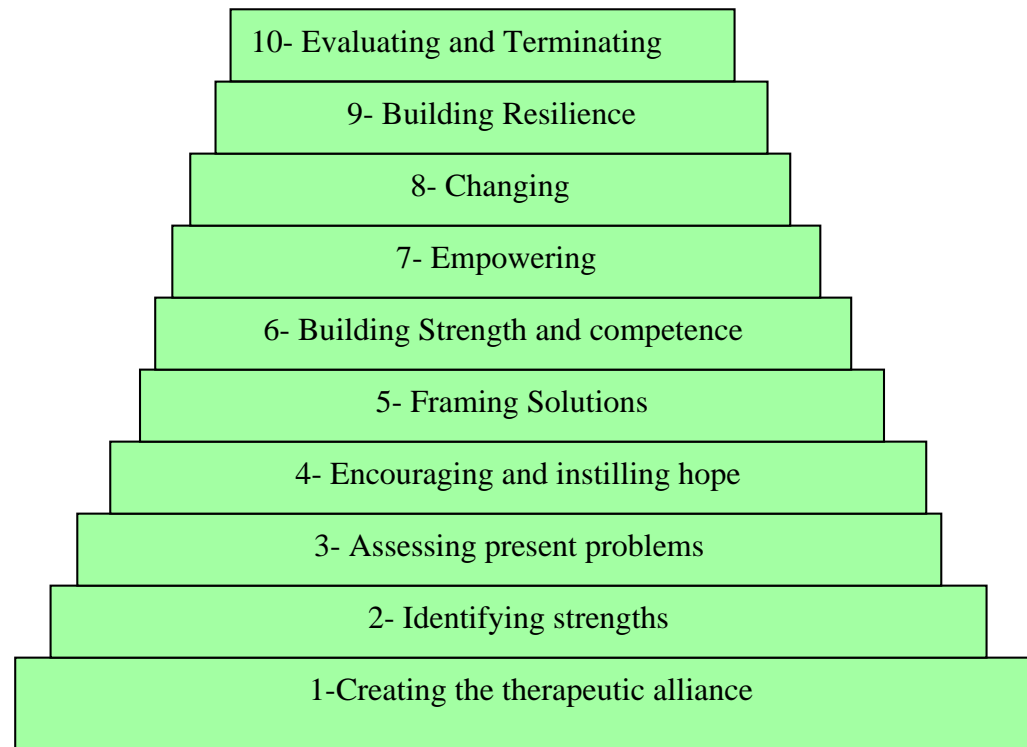 10- Evaluating and Terminating
9- Building Resilience
8- Changing
7- Empowering
6- Building Strength and competence
5- Framing Solutions
4- Encouraging and instilling hope
3- Assessing present problems
2- Identifying strengths
1-Creating the therapeutic alliance